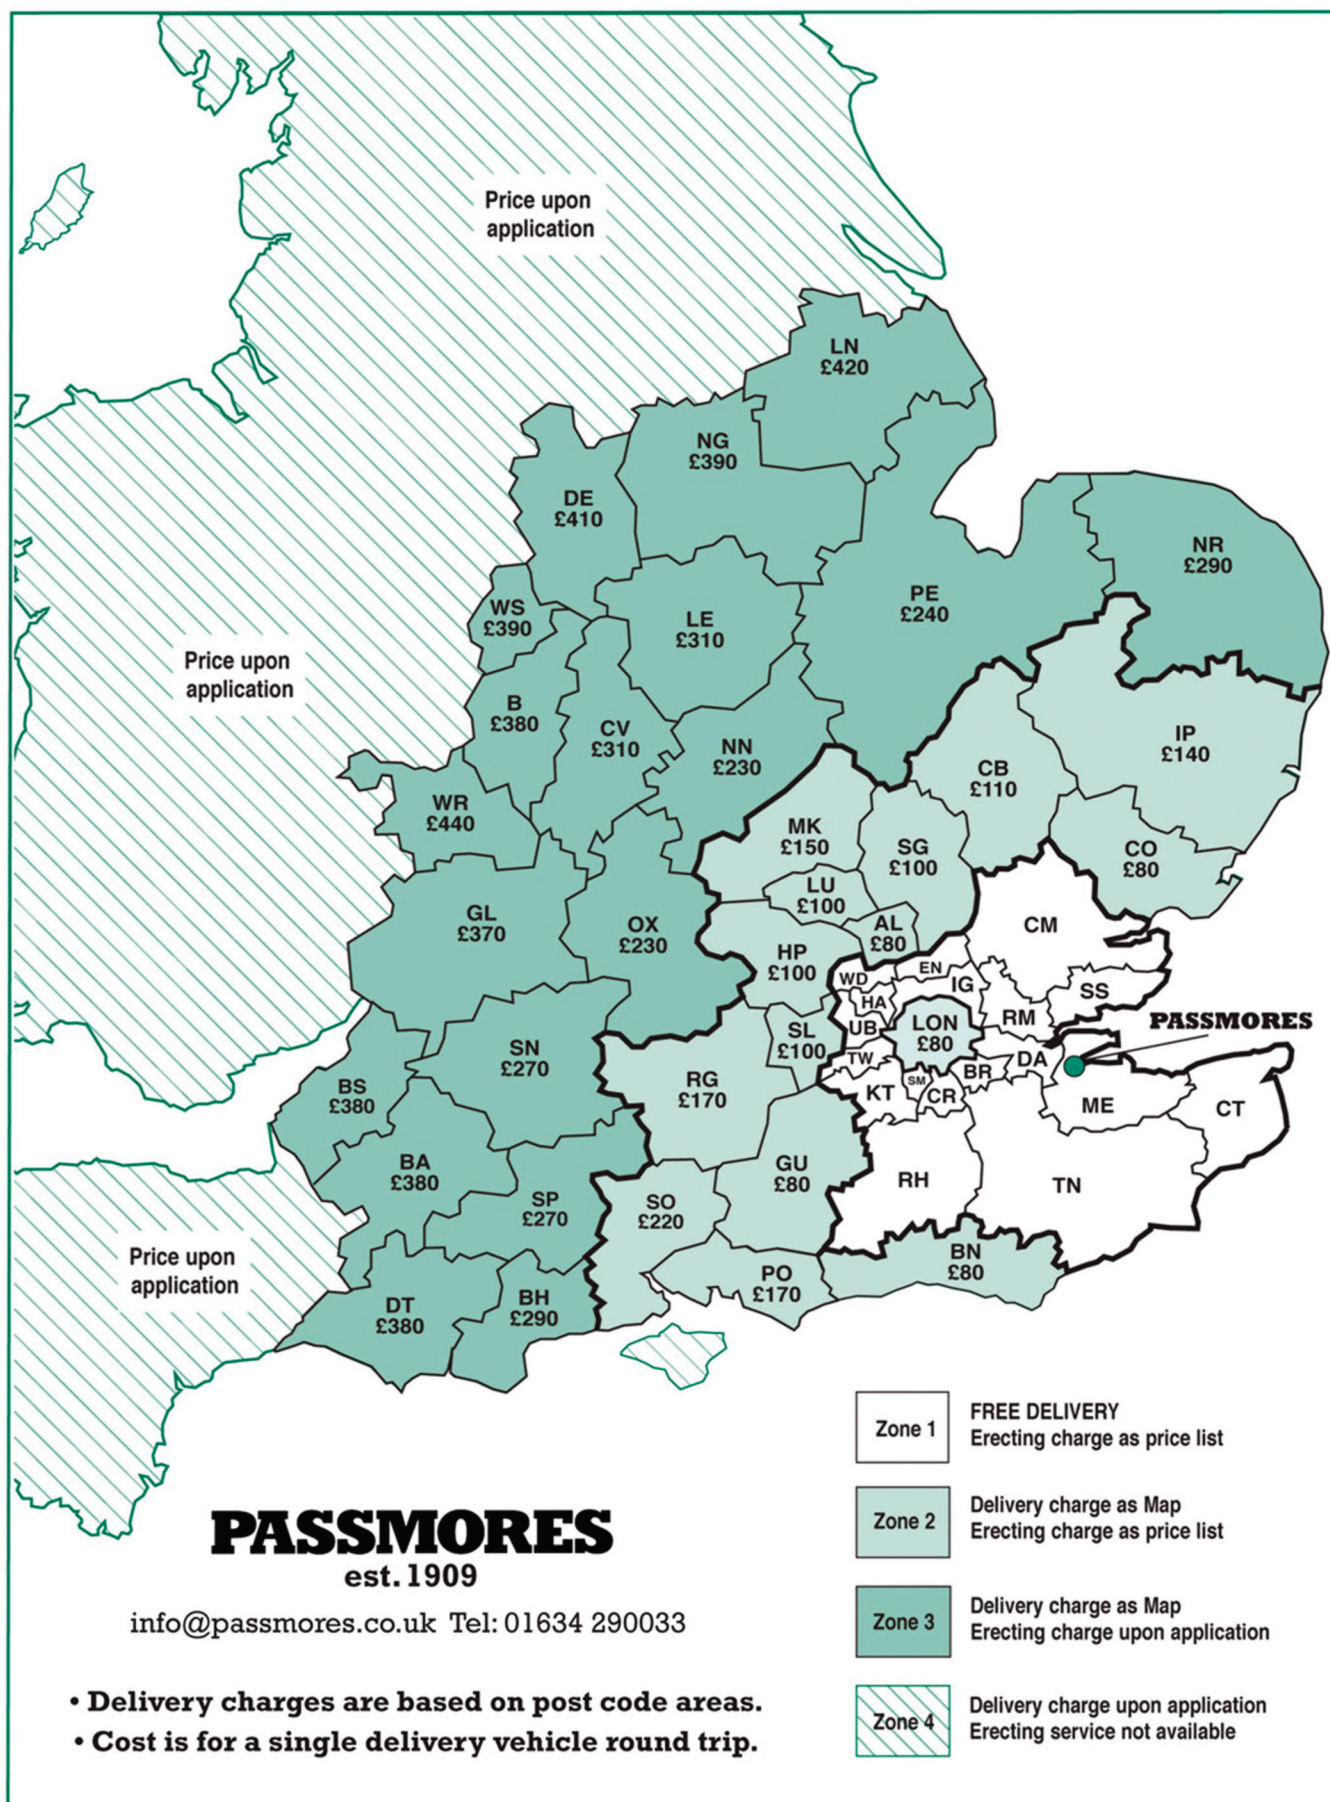 Price upon
application
LN
£420
NG
£390
DE
£410
NR
£290
PE
£240
WS
£390
LE
£310
Price upon
application
B
£380
CV
£310
NN
£230
IP
£140
CB
£110
WR
£440
MK
£150
SG
£100
CO
£80
LU
£100
GL
£370
OX
£230
AL
£80
CM
HP
£100
WD
EN
IG
SS
HA
RM
UB
LON
£80
SL
£100
PASSMORES
SN
£270
TW
DA
BR
RG
£170
BS
£380
KT
SM
CR
ME
CT
BA
£380
GU
£80
RH
TN
SP
£270
SO
£220
Price upon
application
BN
£80
PO
£170
DT
£380
BH
£290
Zone 1
FREE DELIVERY
Erecting charge as price list
Zone 2
Delivery charge as Map
Erecting charge as price list
Zone 3
Delivery charge as Map
Erecting charge upon application
Zone 4
Delivery charge upon application
Erecting service not available
PASSMORES
est.1909
info@passmores.co.uk Tel: 01634 290033
• Delivery charges are based on post code areas.
• Cost is for a single delivery vehicle round trip.